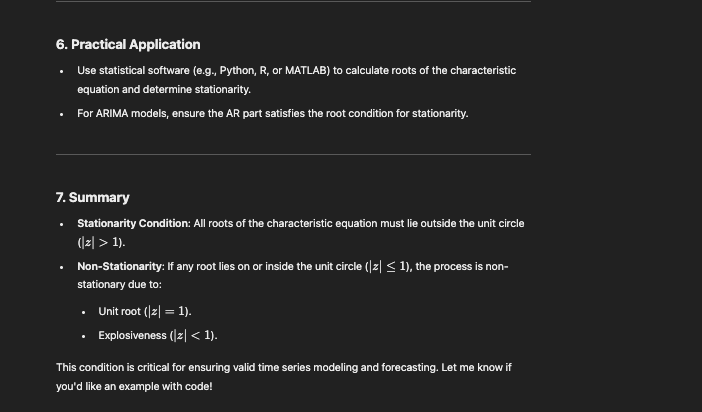 6. Practical Application
• Use statistical software (e.g., Python, R, or MATLAB) to calculate roots of the characteristic
equation and determine stationarity.
• For ARIMA models, ensure the AR part satisfies the root condition for stationarity.
7. Summary
• Stationarity Condition: All roots of the characteristic equation must lie outside the unit circle
(|z| > 1).
• Non-Stationarity: If any root lies on or inside the unit circle (|z| ≤ 1), the process is non-
stationary due to:
• Unit root (|z| = 1).
• Explosiveness (|z| < 1).
This condition is critical for ensuring valid time series modeling and forecasting. Let me know if
you'd like an example with code!